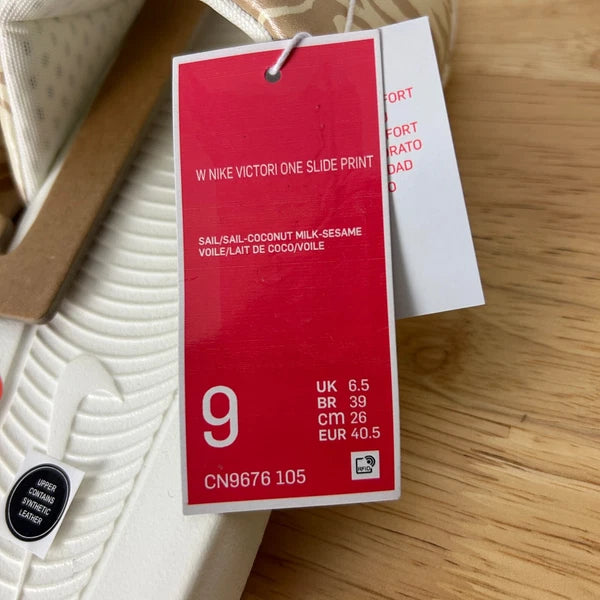 W NIKE VICTORI ONE SLIDE PRINT
SAIL/SAIL-COCONUT MILK-SESAME
VOILE/LAIT DE COCO/VOILE
9
UK 6.5
BR 39
cm 26
EUR 40.5
CN9676 105
RFID
UPPER
CONTAINS
SYNTHETIC
LEATHER